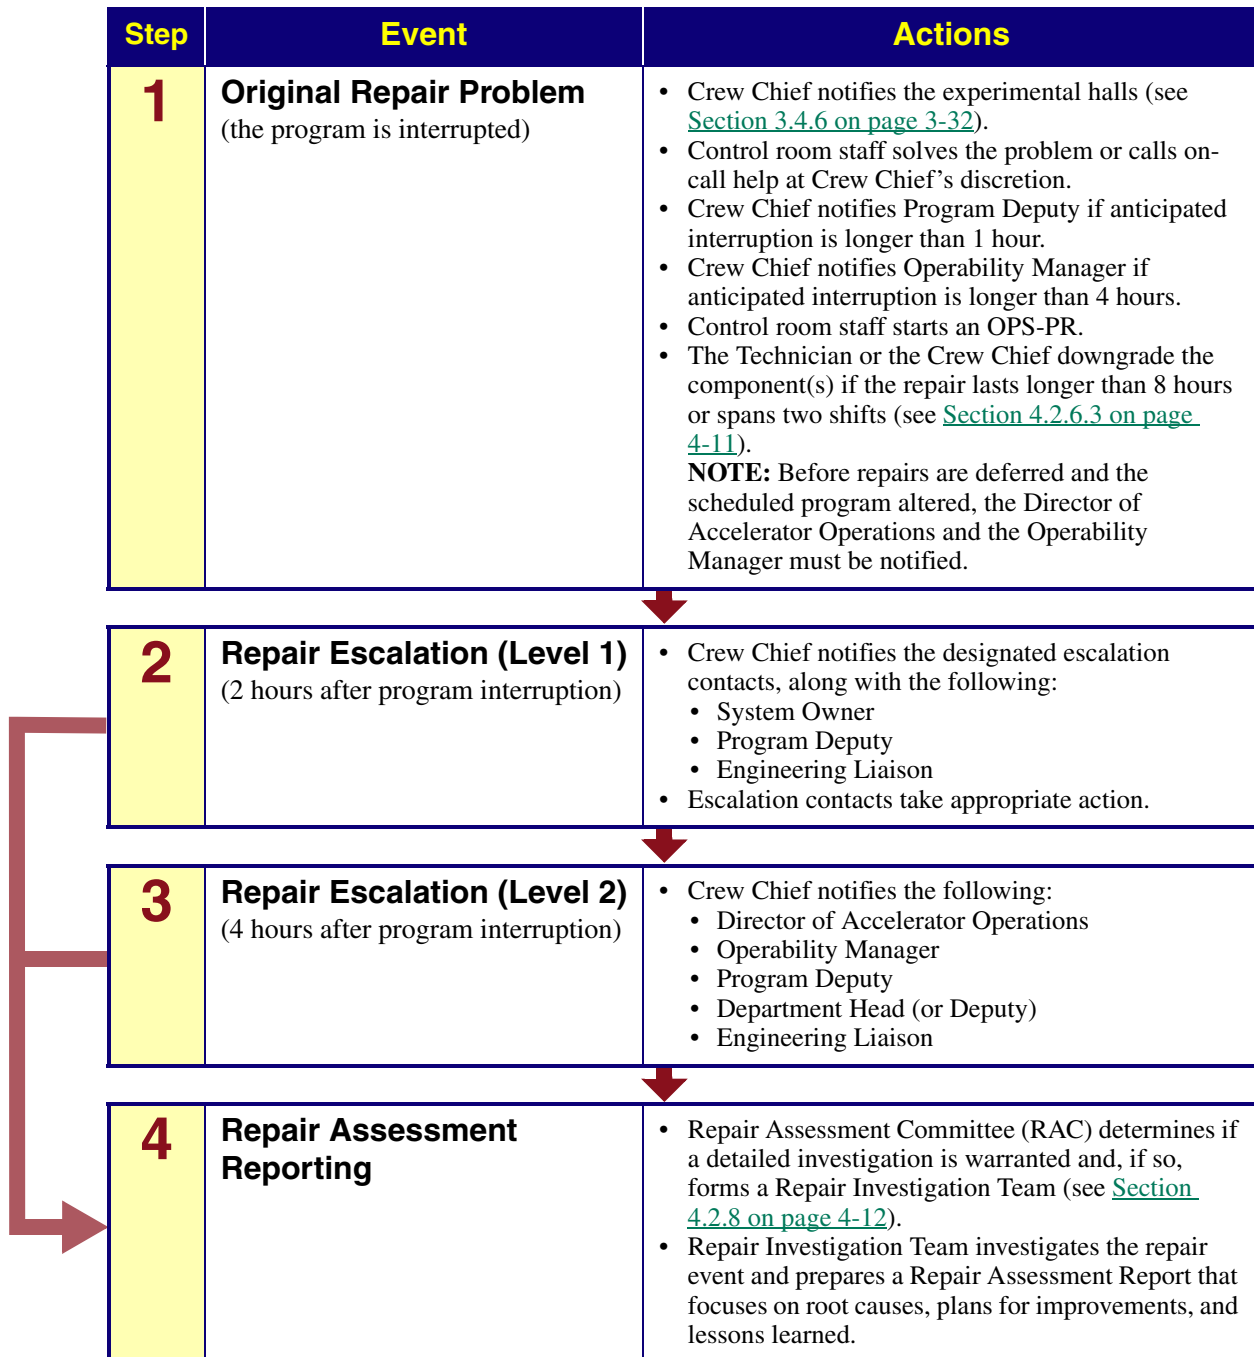 Step Event Actions
1 Original Repair Problem
(the program is interrupted)
• Crew Chief notifies the experimental halls (see
Section 3.4.6 on page 3-32).
• Control room staff solves the problem or calls on-
call help at Crew Chief's discretion.
• Crew Chief notifies Program Deputy if anticipated
interruption is longer than 1 hour.
• Crew Chief notifies Operability Manager if
anticipated interruption is longer than 4 hours.
• Control room staff starts an OPS-PR.
• The Technician or the Crew Chief downgrade the
component(s) if the repair lasts longer than 8 hours
or spans two shifts (see Section 4.2.6.3 on page
4-11).
NOTE: Before repairs are deferred and the
scheduled program altered, the Director of
Accelerator Operations and the Operability
Manager must be notified.
2 Repair Escalation (Level 1)
(2 hours after program interruption)
• Crew Chief notifies the designated escalation
contacts, along with the following:
• System Owner
• Program Deputy
• Engineering Liaison
• Escalation contacts take appropriate action.
3 Repair Escalation (Level 2)
(4 hours after program interruption)
• Crew Chief notifies the following:
• Director of Accelerator Operations
• Operability Manager
• Program Deputy
• Department Head (or Deputy)
• Engineering Liaison
4 Repair Assessment
Reporting
• Repair Assessment Committee (RAC) determines if
a detailed investigation is warranted and, if so,
forms a Repair Investigation Team (see Section
4.2.8 on page 4-12).
• Repair Investigation Team investigates the repair
event and prepares a Repair Assessment Report that
focuses on root causes, plans for improvements, and
lessons learned.